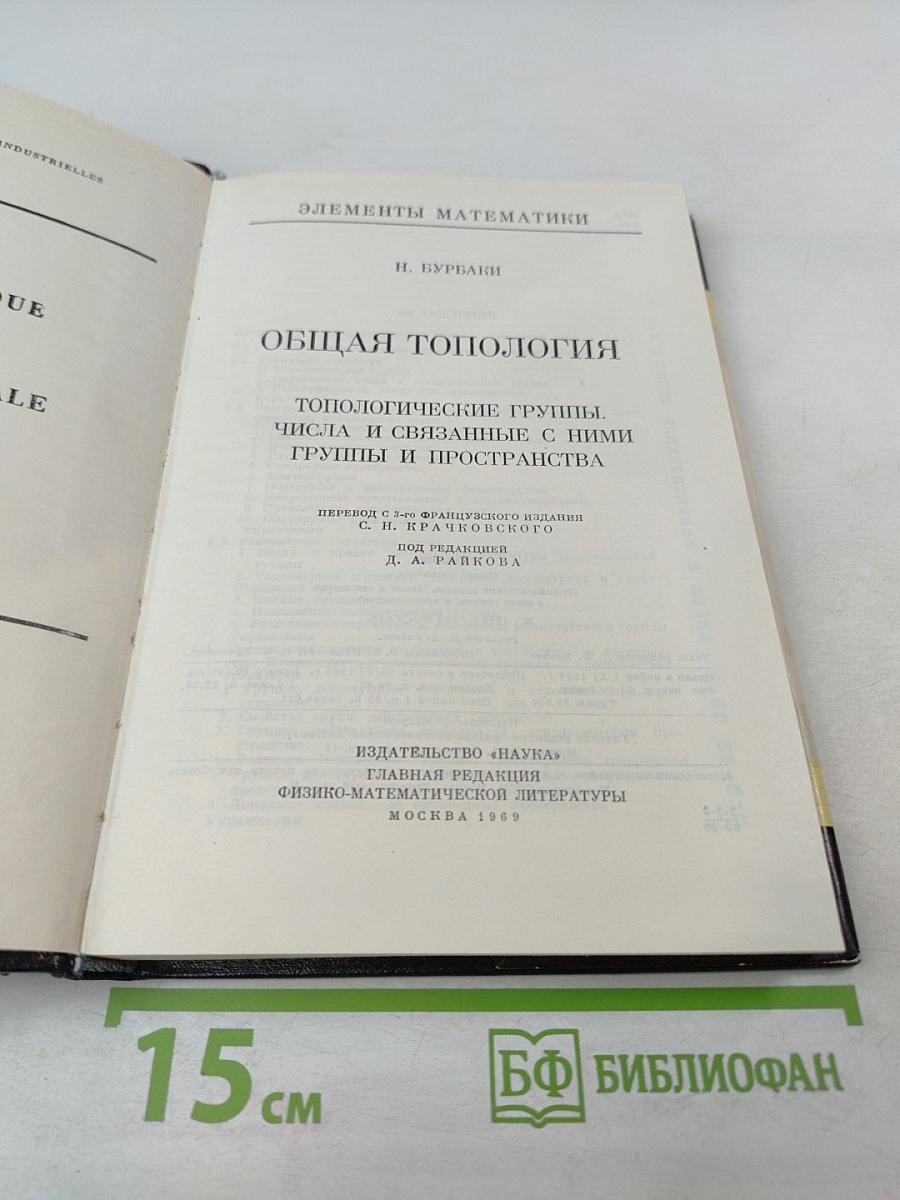 INDUSTRIELLES
QUE
ALE
ЭЛЕМЕНТЫ МАТЕМАТИКИ
Н. БУРБАКИ
ОБЩАЯ ТОПОЛОГИЯ
ТОПОЛОГИЧЕСКИЕ ГРУППЫ.
ЧИСЛА И СВЯЗАННЫЕ С НИМИ
ГРУППЫ И ПРОСТРАНСТВА
ПЕРЕВОД С 3-го ФРАНЦУЗСКОГО ИЗДАНИЯ
С. Н. КРАЧКОВСКОГО
ПОД РЕДАКЦИЕЙ
Д. А. РАЙКОВА
ИЗДАТЕЛЬСТВО «НАУКА»
ГЛАВНАЯ РЕДАКЦИЯ
ФИЗИКО-МАТЕМАТИЧЕСКОЙ ЛИТЕРАТУРЫ
МОСКВА 1969
15 см
БФ БИБЛИОФАН